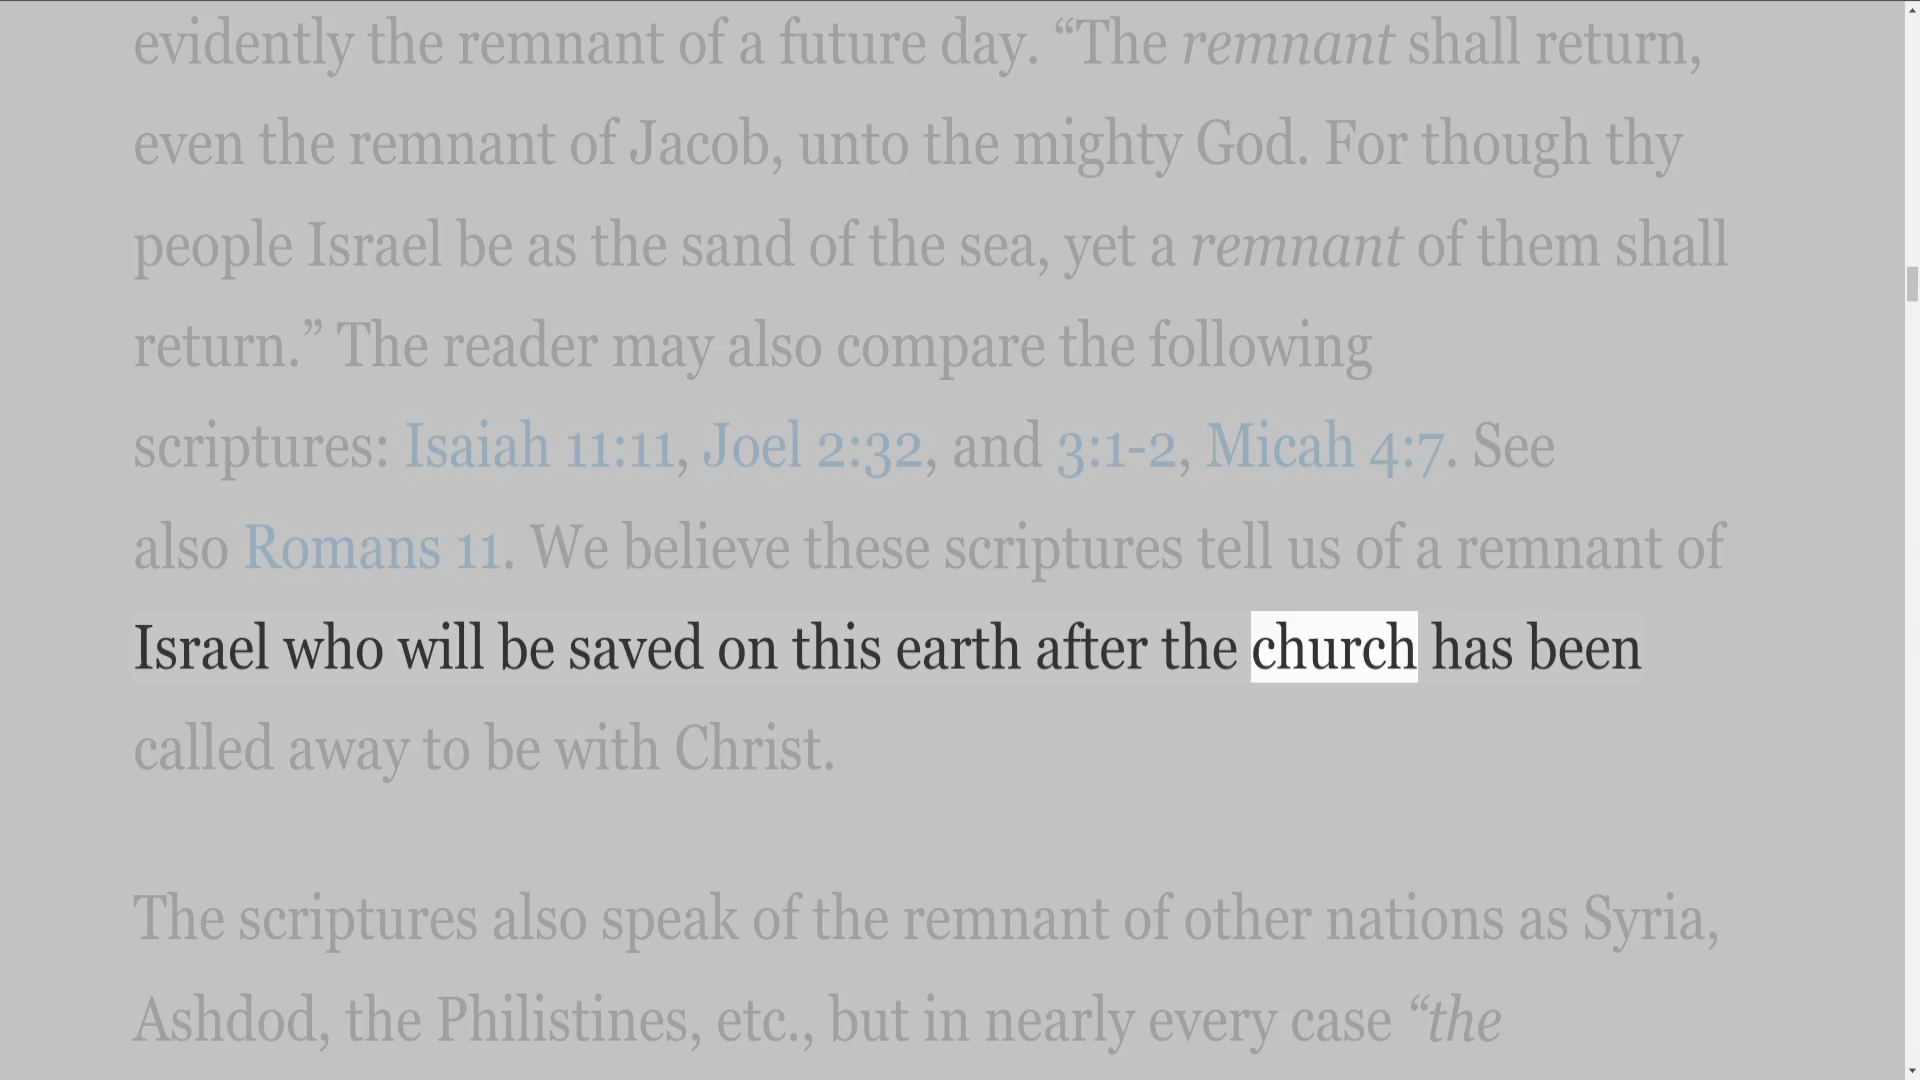 evidently the remnant of a future day. “The remnant shall return,
even the remnant of Jacob, unto the mighty God. For though thy
people Israel be as the sand of the sea, yet a remnant of them shall
return.” The reader may also compare the following
scriptures: Isaiah 11:11, Joel 2:32, and 3:1-2, Micah 4:7. See
also Romans 11. We believe these scriptures tell us of a remnant of
Israel who will be saved on this earth after the church has been
called away to be with Christ.
The scriptures also speak of the remnant of other nations as Syria,
Ashdod, the Philistines, etc., but in nearly every case “the